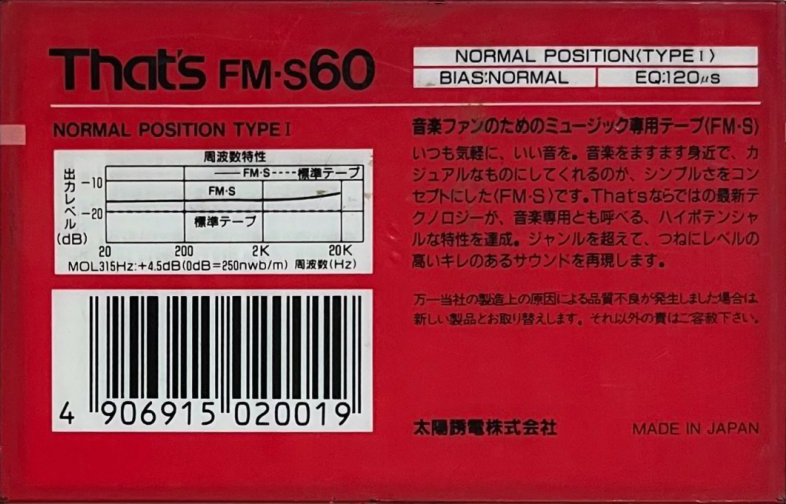 That's FM·S60
NORMAL POSITION(TYPE I)
BIAS:NORMAL
EQ:120μs
NORMAL POSITION TYPE I
周波数特性
FM·S 標準テープ
出力レベル(dB)
-10
-20
FM·S
標準テープ
20 200 2K 20K
MOL315Hz:+4.5dB(0dB=250nwb/m) 周波数(Hz)
4 906915 020019
音楽ファンのためのミュージック専用テープ(FM·S)
いつも気軽に、いい音を。音楽をますます身近で、カ
ジュアルなものにしてくれるのが、シンプルさをコン
セプトにした(FM·S)です。That'sならではの最新テ
クノロジーが、音楽専用とも呼べる、ハイポテンシャ
ルな特性を達成。ジャンルを超えて、つねにレベルの
高いキレのあるサウンドを再現します。
万一当社の製造上の原因による品質不良が発生しました場合は
新しい製品とお取り替えします。それ以外の責はご容赦下さい。
太陽誘電株式会社
MADE IN JAPAN